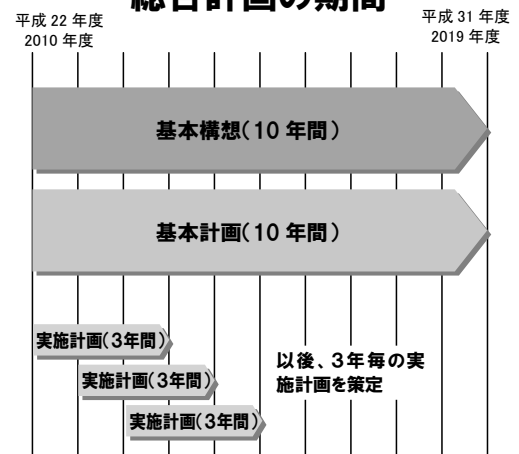 総合計画の期間
平成 22 年度
2010 年度
平成 31 年度
2019 年度
基本構想(10 年間)
基本計画(10 年間)
実施計画(3年間)
実施計画(3年間)
実施計画(3年間)
以後、3年毎の実
施計画を策定